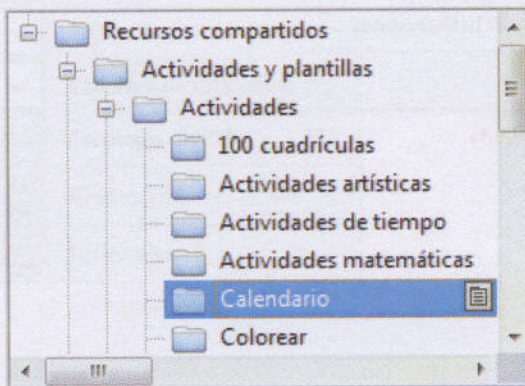 Recursos compartidos
Actividades y plantillas
Actividades
100 cuadrículas
Actividades artísticas
Actividades de tiempo
Actividades matemáticas
Calendario
Colorear